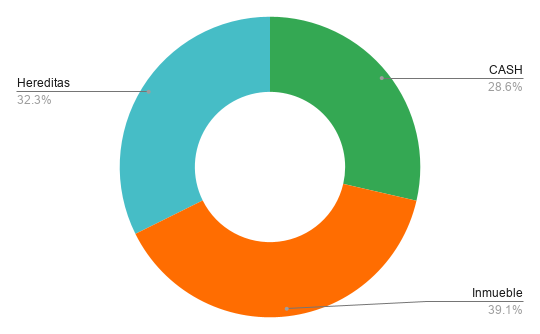 CASH
28.6%
Hereditas
32.3%
Inmueble
39.1%